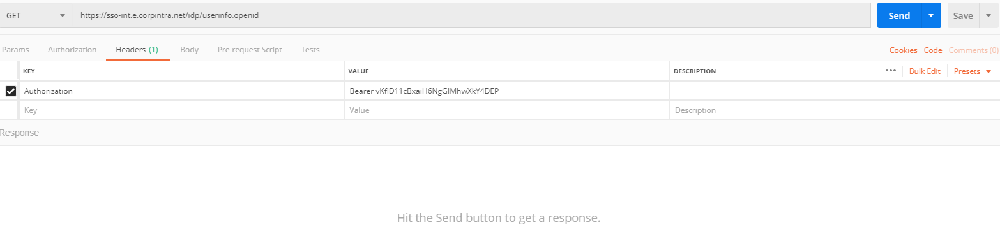 GET https://sso-int.e.corpintra.net/idp/userinfo.openid Send Save
Params Authorization Headers (1) Body Pre-request Script Tests Cookies Code Comments (0)
KEY VALUE DESCRIPTION ••• Bulk Edit Presets
Authorization Bearer vKflD11cBxaiH6NgGIMhwXkY4DEP
Key Value Description
Response
Hit the Send button to get a response.